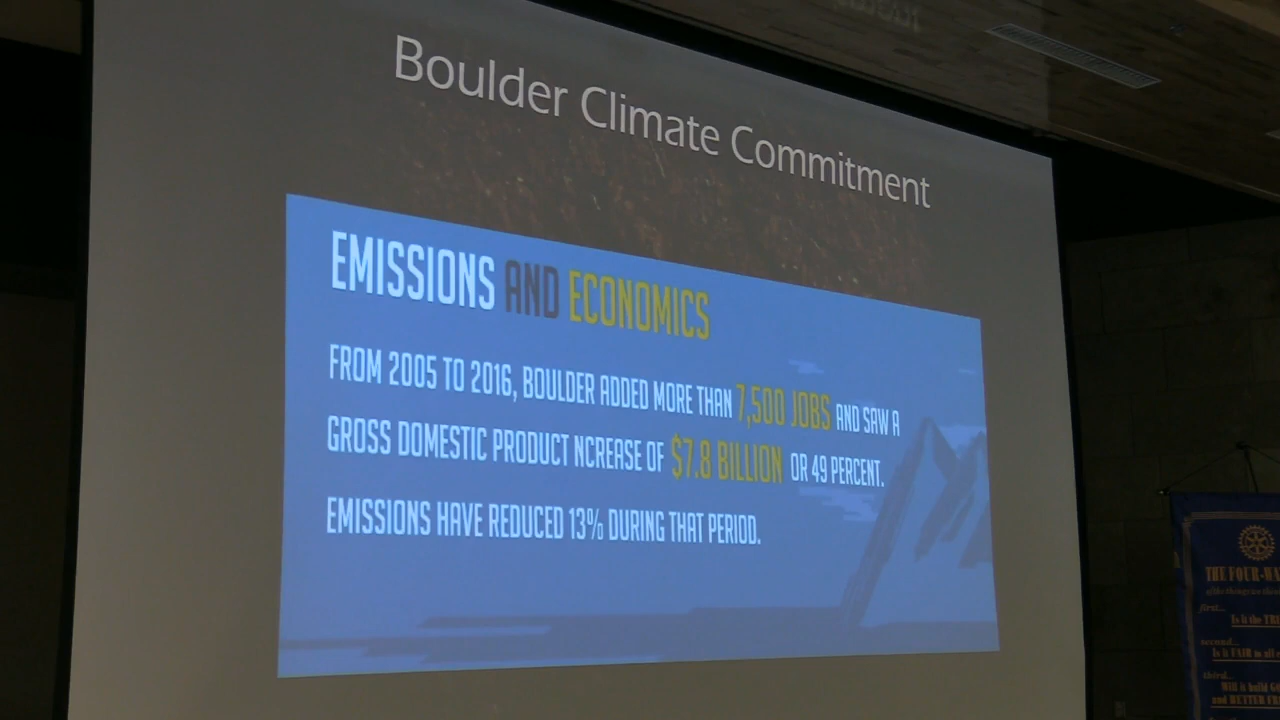 Boulder Climate Commitment
EMISSIONS AND ECONOMICS
FROM 2005 TO 2016, BOULDER ADDED MORE THAN 7,500 JOBS AND SAW A
GROSS DOMESTIC PRODUCT NCREASE OF $7.8 BILLION OR 49 PERCENT.
EMISSIONS HAVE REDUCED 13% DURING THAT PERIOD.
THE FOUR-WA
first...
Is it the TR
second...
Is it FAIR to all
third...
Will it build G
and BETTER